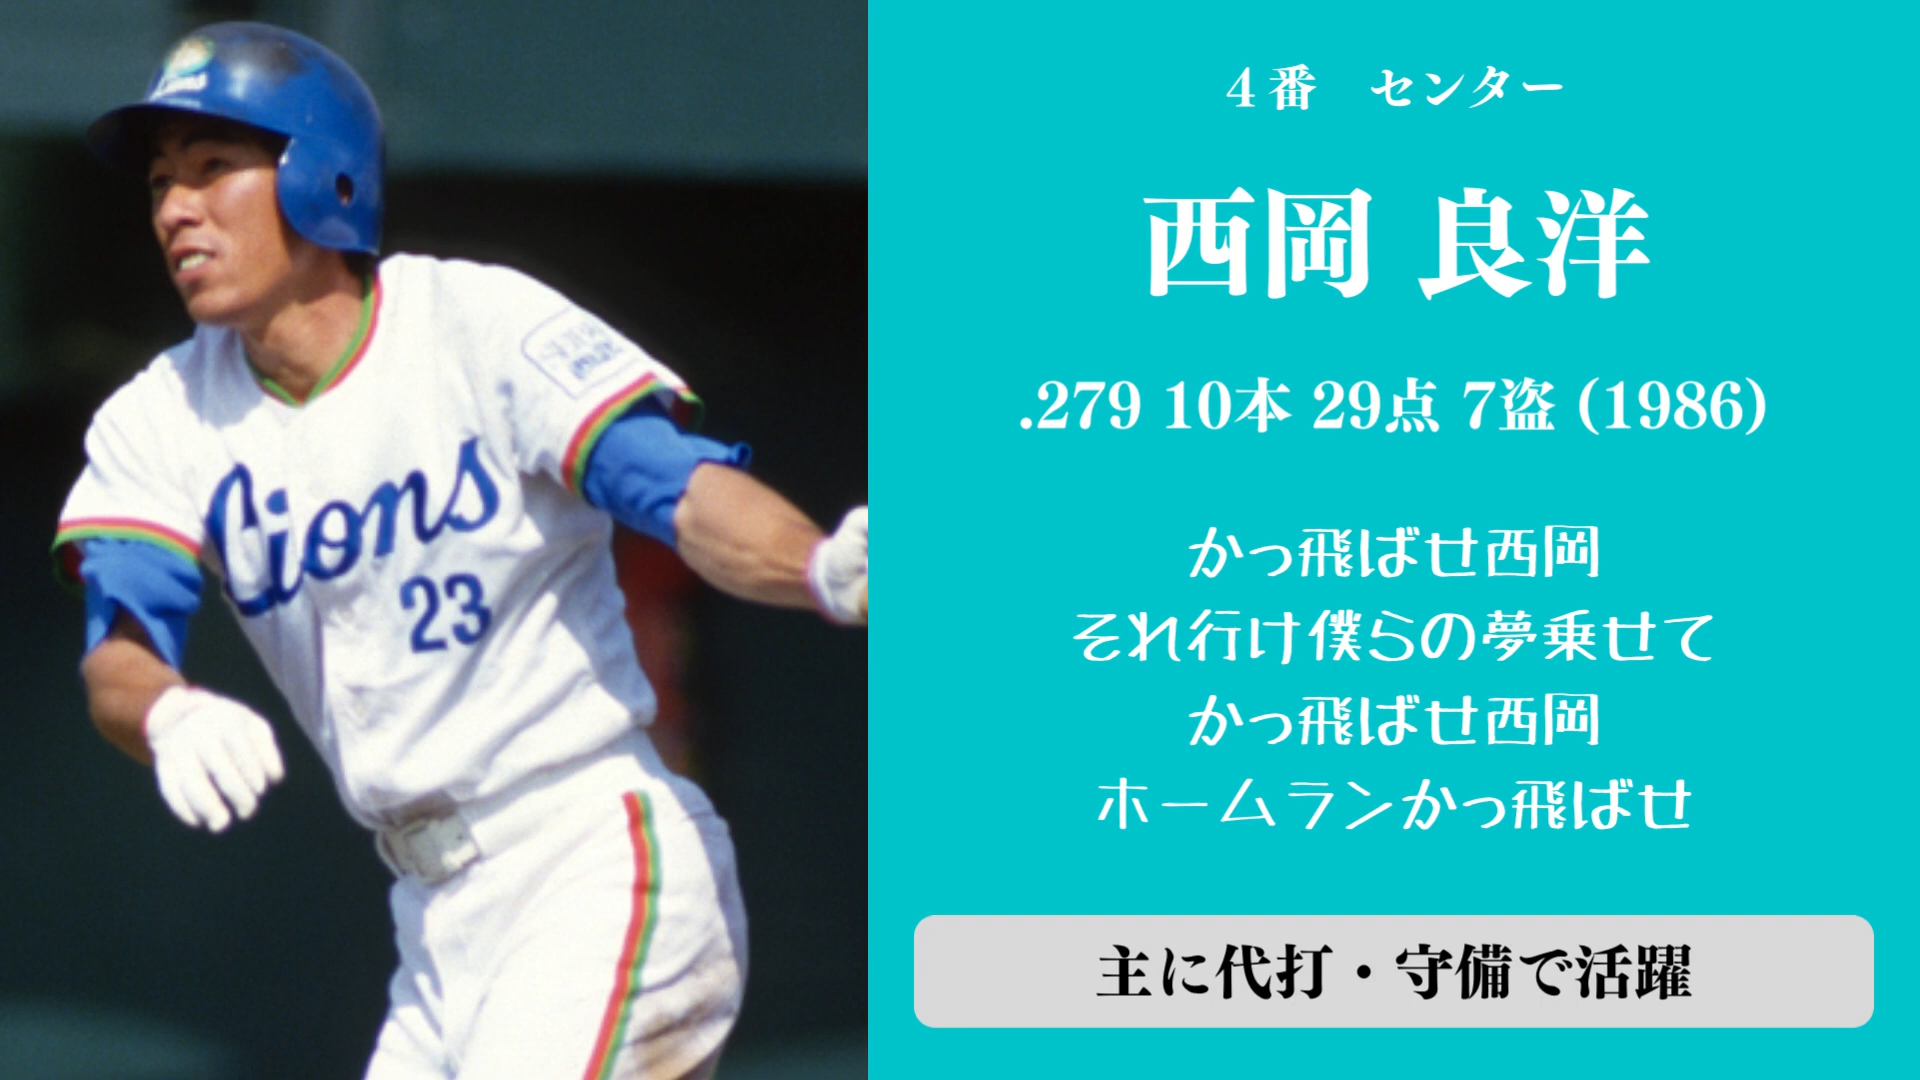 ４番　センター
西岡 良洋
.279 10本 29点 7盗 (1986)
かっ飛ばせ西岡
それ行け僕らの夢乗せて
かっ飛ばせ西岡
ホームランかっ飛ばせ
主に代打・守備で活躍
Lions
23